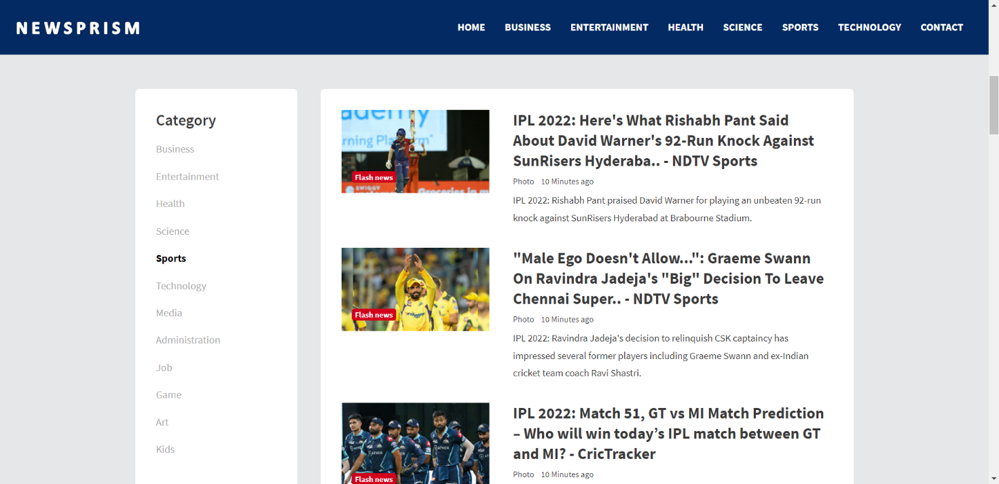 NEWSPRISM
HOME BUSINESS ENTERTAINMENT HEALTH SCIENCE SPORTS TECHNOLOGY CONTACT
Category
Business
Entertainment
Health
Science
Sports
Technology
Media
Administration
Job
Game
Art
Kids
Flash news
IPL 2022: Here's What Rishabh Pant Said
About David Warner's 92-Run Knock Against
SunRisers Hyderaba.. - NDTV Sports
Photo 10 Minutes ago
IPL 2022: Rishabh Pant praised David Warner for playing an unbeaten 92-run
knock against SunRisers Hyderabad at Brabourne Stadium.
Flash news
"Male Ego Doesn't Allow...": Graeme Swann
On Ravindra Jadeja's "Big" Decision To Leave
Chennai Super.. - NDTV Sports
Photo 10 Minutes ago
IPL 2022: Ravindra Jadeja's decision to relinquish CSK captaincy has
impressed several former players including Graeme Swann and ex-Indian
cricket team coach Ravi Shastri.
Flash news
IPL 2022: Match 51, GT vs MI Match Prediction
– Who will win today’s IPL match between GT
and MI? - CricTracker
Photo 10 Minutes ago